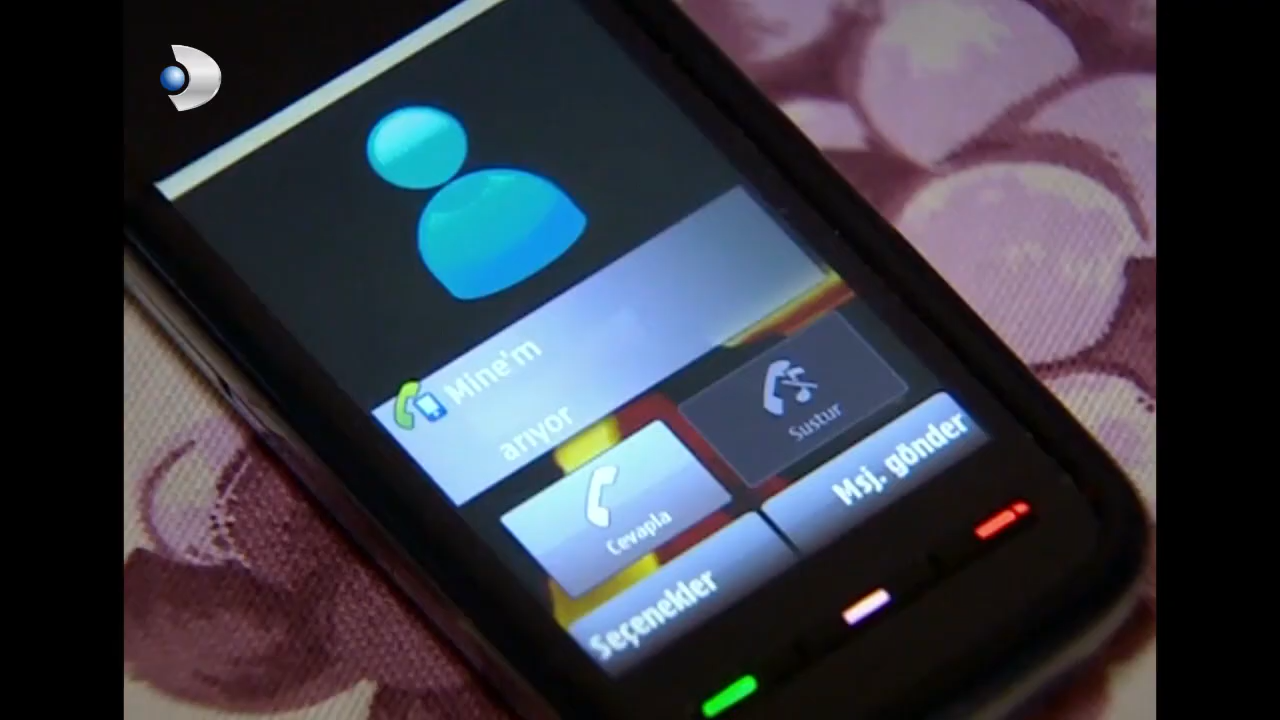 Mine'm
arıyor
Sustur
Cevapla
Msj. gönder
Seçenekler